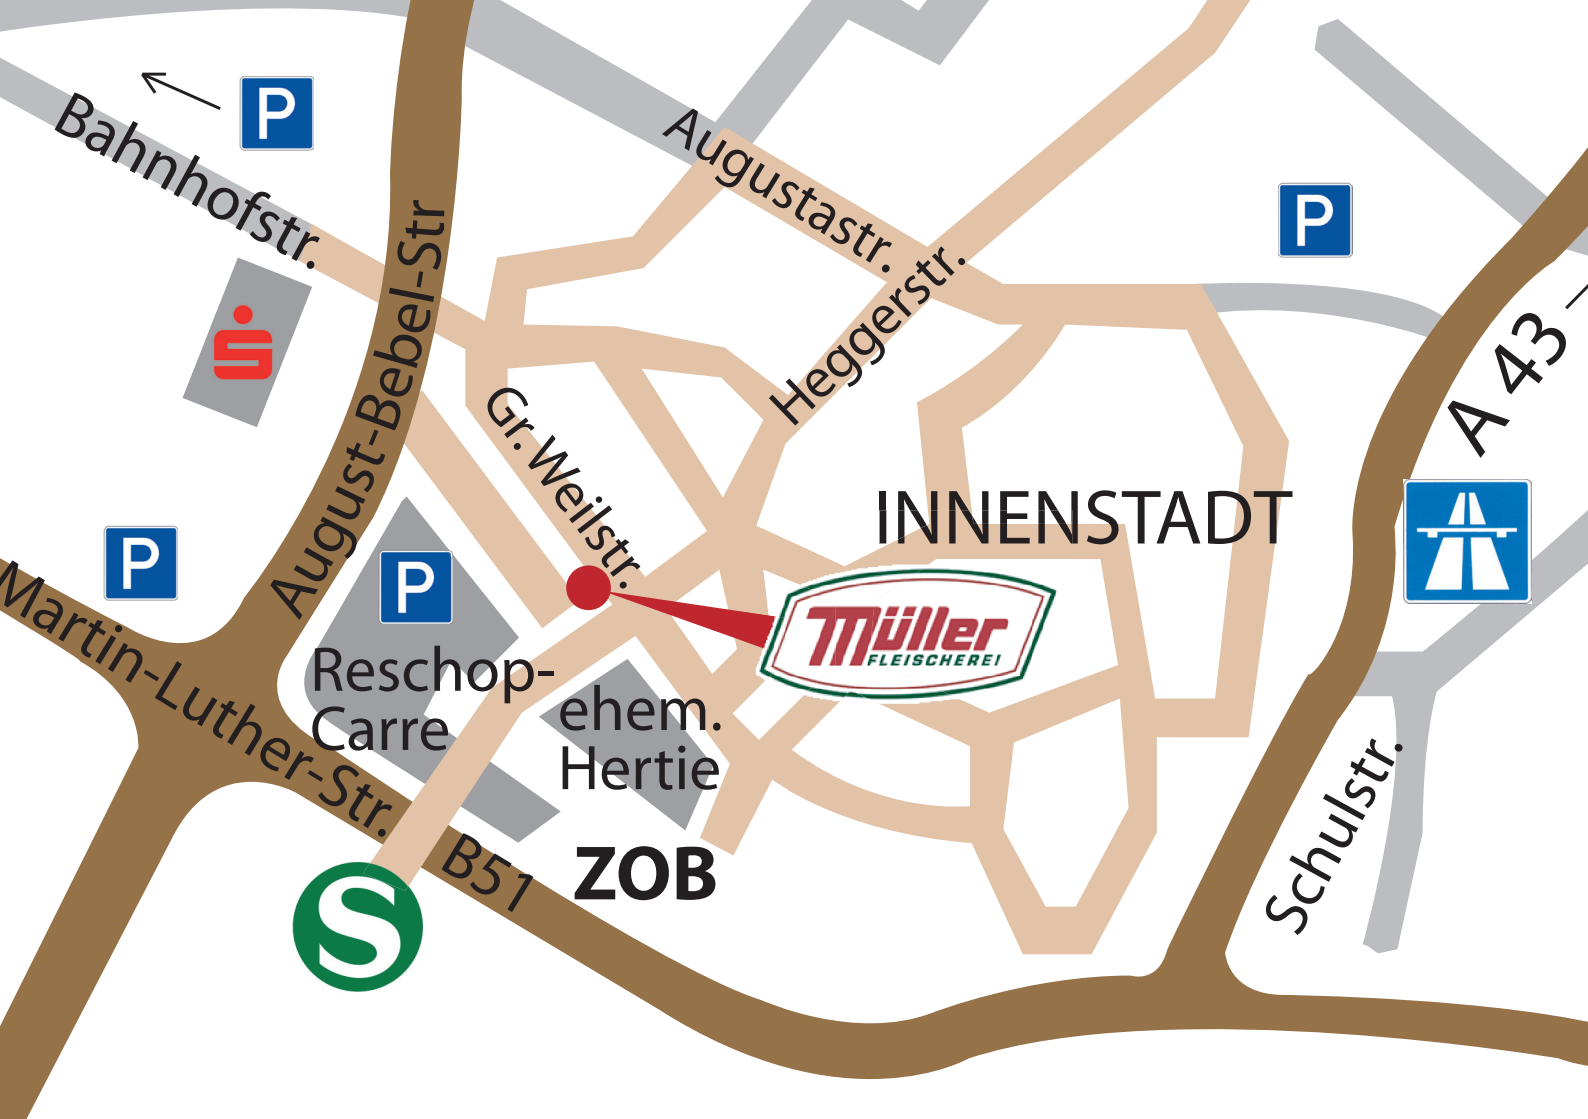 P
Bahnhofstr.
Augustastr.
P
Heggerstr.
August-Bebel-Str
A 43
Gr. Weilstr.
INNENSTADT
P
P
Müller
FLEISCHEREI
Martin-Luther-Str.
Reschop-
Carre
ehem.
Hertie
Schulstr.
B51
ZOB
S